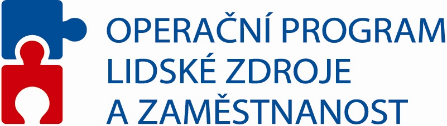 OPERAČNÍ PROGRAM
LIDSKÉ ZDROJE
A ZAMĚSTNANOST